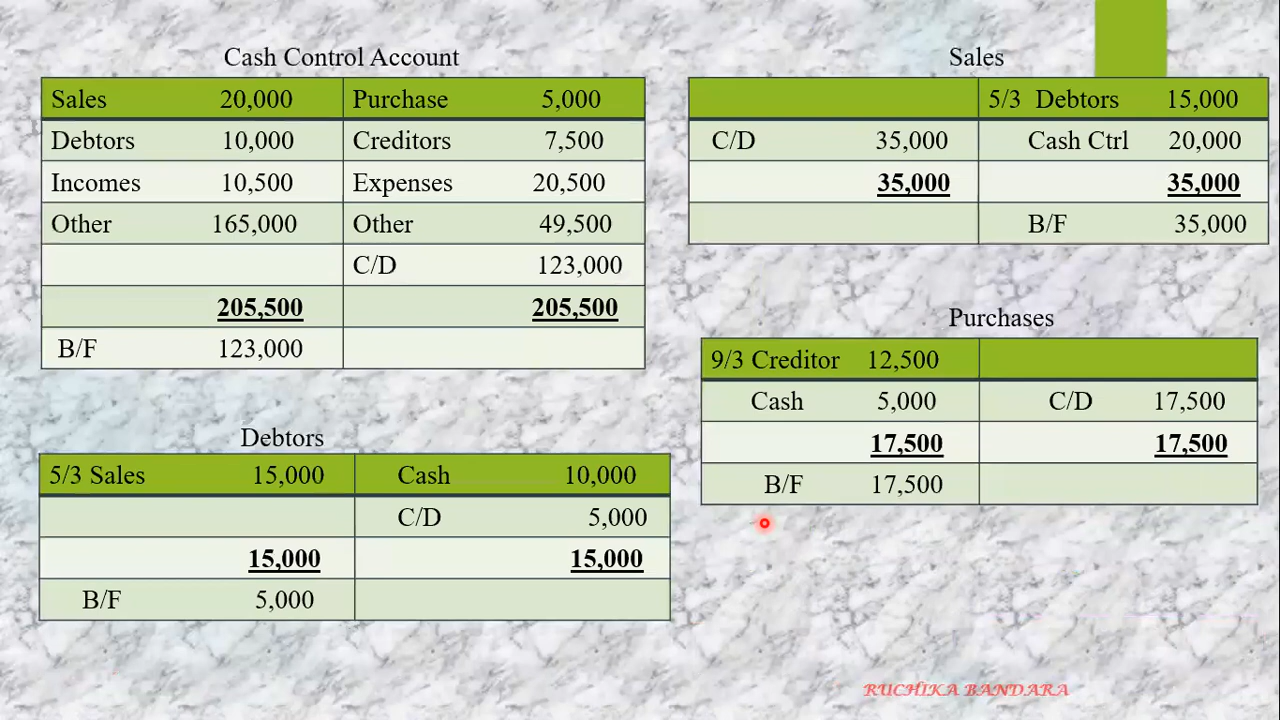 Cash Control Account
Sales 20,000 Purchase 5,000
Debtors 10,000 Creditors 7,500
Incomes 10,500 Expenses 20,500
Other 165,000 Other 49,500
C/D 123,000
205,500 205,500
B/F 123,000
Debtors
5/3 Sales 15,000 Cash 10,000
C/D 5,000
15,000 15,000
B/F 5,000
Sales
5/3 Debtors 15,000
C/D 35,000 Cash Ctrl 20,000
35,000 35,000
B/F 35,000
Purchases
9/3 Creditor 12,500
Cash 5,000 C/D 17,500
17,500 17,500
B/F 17,500
RUCHIKA BANDARA